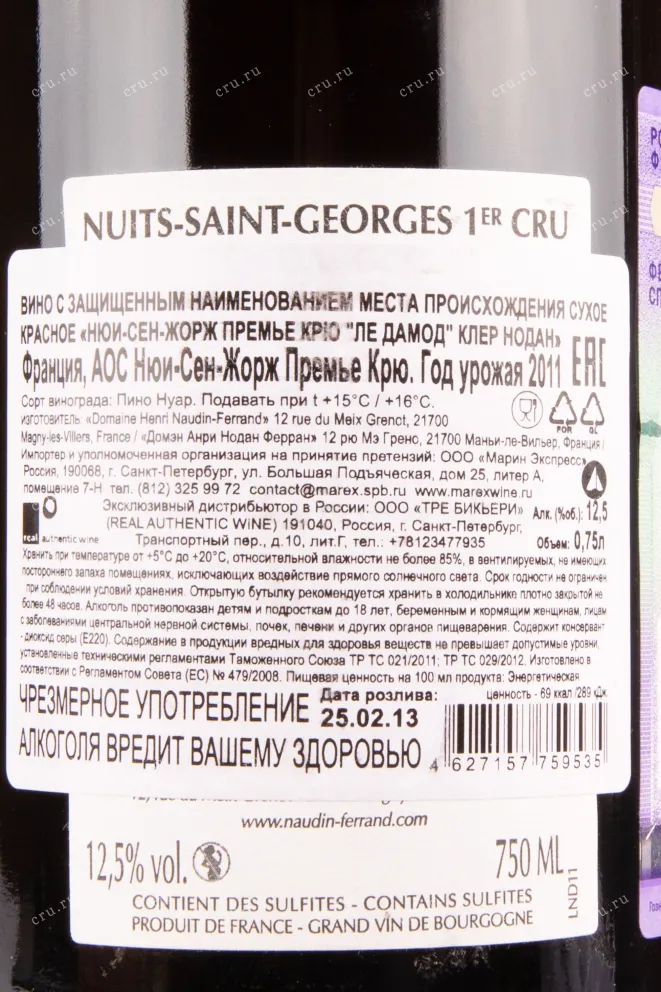 NUITS-SAINT-GEORGES 1ER CRU
ВИНО С ЗАЩИЩЕННЫМ НАИМЕНОВАНИЕМ МЕСТА ПРОИСХОЖДЕНИЯ СУХОЕ
КРАСНОЕ «НЮИ-СЕН-ЖОРЖ ПРЕМЬЕ КРЮ "ЛЕ ДАМОД" КЛЕР НОДАН»
Франция, АОС Нюи-Сен-Жорж Премье Крю. Год урожая 2011 EAC
Сорт винограда: Пино Нуар. Подавать при t +15°C / +16°C.
ИЗГОТОВИТЕЛЬ: «Domaine Henri Naudin-Ferrand» 12 rue du Meix Grenot, 21700
Magny-les-Villers, France / «Домэн Анри Нодан Ферран» 12 рю Мэ Грено, 21700 Маньи-ле-Вильер, Франция /
Импортер и уполномоченная организация на принятие претензий: ООО «Марин Экспресс»
Россия, 190068, г. Санкт-Петербург, ул. Большая Подъяческая, дом 25, литер А,
помещение 7-Н тел. (812) 325 99 72 contact@marex.spb.ru www.marexwine.ru
Эксклюзивный дистрибьютор в России: ООО «ТРЕ БИКЬЕРИ» Алк. (%об.): 12,5
(REAL AUTHENTIC WINE) 191040, Россия, г. Санкт-Петербург,
real authentic wine Транспортный пер., д.10, лит.Г, тел.: +78123477935 Объем: 0,75л
Хранить при температуре от +5°C до +20°C, относительной влажности не более 85%, в вентилируемых, не имеющих
постороннего запаха помещениях, исключающих воздействие прямого солнечного света. Срок годности не ограничен
при соблюдении условий хранения. Открытую бутылку рекомендуется хранить в холодильнике плотно закрытой не
более 48 часов. Алкоголь противопоказан детям и подросткам до 18 лет, беременным и кормящим женщинам, лицам
с заболеваниями центральной нервной системы, почек, печени и других органов пищеварения. Содержит консервант
- диоксид серы (E220). Содержание в продукции вредных для здоровья веществ не превышает допустимые уровни,
установленные техническими регламентами Таможенного Союза ТР ТС 021/2011; ТР ТС 029/2012. Изготовлено в
соответствии с Регламентом Совета (ЕС) № 479/2008. Пищевая ценность на 100 мл продукта: Энергетическая
ценность - 69 ккал /289 кДж.
ЧРЕЗМЕРНОЕ УПОТРЕБЛЕНИЕ
АЛКОГОЛЯ ВРЕДИТ ВАШЕМУ ЗДОРОВЬЮ
Дата розлива:
25.02.13
4 627157 759535
www.naudin-ferrand.com
12,5% vol.
750 ML
LND11
CONTIENT DES SULFITES - CONTAINS SULFITES
PRODUIT DE FRANCE - GRAND VIN DE BOURGOGNE